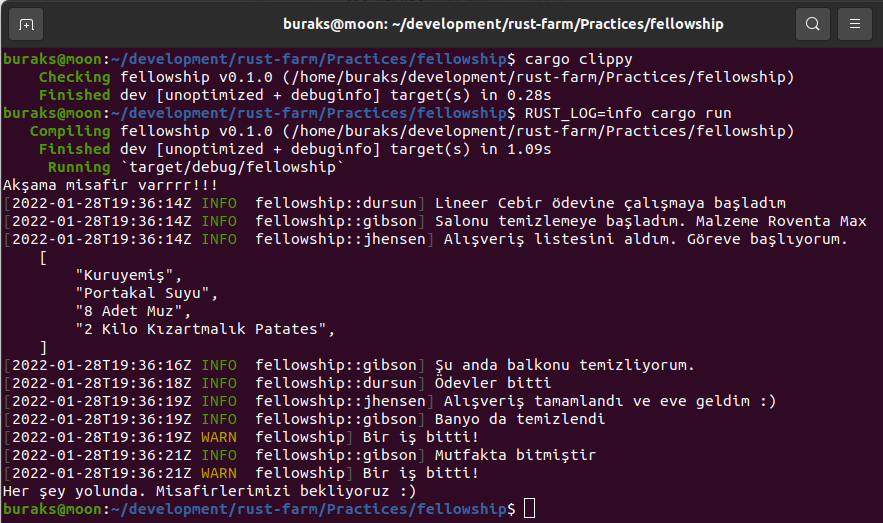 buraks@moon: ~/development/rust-farm/Practices/fellowship
buraks@moon:~/development/rust-farm/Practices/fellowship$ cargo clippy
    Checking fellowship v0.1.0 (/home/buraks/development/rust-farm/Practices/fellowship)
    Finished dev [unoptimized + debuginfo] target(s) in 0.28s
buraks@moon:~/development/rust-farm/Practices/fellowship$ RUST_LOG=info cargo run
   Compiling fellowship v0.1.0 (/home/buraks/development/rust-farm/Practices/fellowship)
    Finished dev [unoptimized + debuginfo] target(s) in 1.09s
     Running `target/debug/fellowship`
Akşama misafir varrrr!!!
[2022-01-28T19:36:14Z INFO  fellowship::dursun] Lineer Cebir ödevine çalışmaya başladım
[2022-01-28T19:36:14Z INFO  fellowship::gibson] Salonu temizlemeye başladım. Malzeme Roventa Max
[2022-01-28T19:36:14Z INFO  fellowship::jhensen] Alışveriş listesini aldım. Göreve başlıyorum.
    [
        "Kuruyemiş",
        "Portakal Suyu",
        "8 Adet Muz",
        "2 Kilo Kızartmalık Patates",
    ]
[2022-01-28T19:36:16Z INFO  fellowship::gibson] Şu anda balkonu temizliyorum.
[2022-01-28T19:36:18Z INFO  fellowship::dursun] Ödevler bitti
[2022-01-28T19:36:19Z INFO  fellowship::jhensen] Alışveriş tamamlandı ve eve geldim :)
[2022-01-28T19:36:19Z INFO  fellowship::gibson] Banyo da temizlendi
[2022-01-28T19:36:19Z WARN  fellowship] Bir iş bitti!
[2022-01-28T19:36:21Z INFO  fellowship::gibson] Mutfakta bitmiştir
[2022-01-28T19:36:21Z WARN  fellowship] Bir iş bitti!
Her şey yolunda. Misafirlerimizi bekliyoruz :)
buraks@moon:~/development/rust-farm/Practices/fellowship$